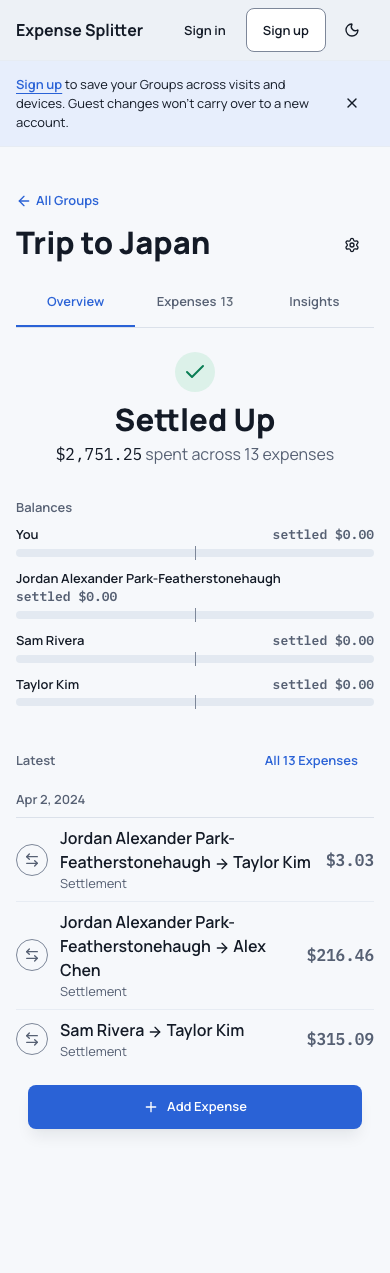 Expense Splitter
Sign in
Sign up
Sign up to save your Groups across visits and
devices. Guest changes won't carry over to a new
account.
All Groups
Trip to Japan
Overview
Expenses 13
Insights
Settled Up
$2,751.25 spent across 13 expenses
Balances
You
settled $0.00
Jordan Alexander Park-Featherstonehaugh
settled $0.00
Sam Rivera
settled $0.00
Taylor Kim
settled $0.00
Latest
All 13 Expenses
Apr 2, 2024
Jordan Alexander Park-
Featherstonehaugh → Taylor Kim
$3.03
Settlement
Jordan Alexander Park-
Featherstonehaugh → Alex
Chen
$216.46
Settlement
Sam Rivera → Taylor Kim
$315.09
Settlement
Add Expense